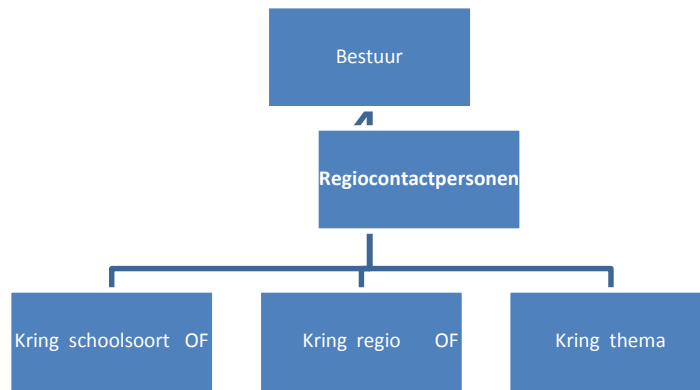 Bestuur
Regiocontactpersonen
Kring schoolsoort OF
Kring regio OF
Kring thema